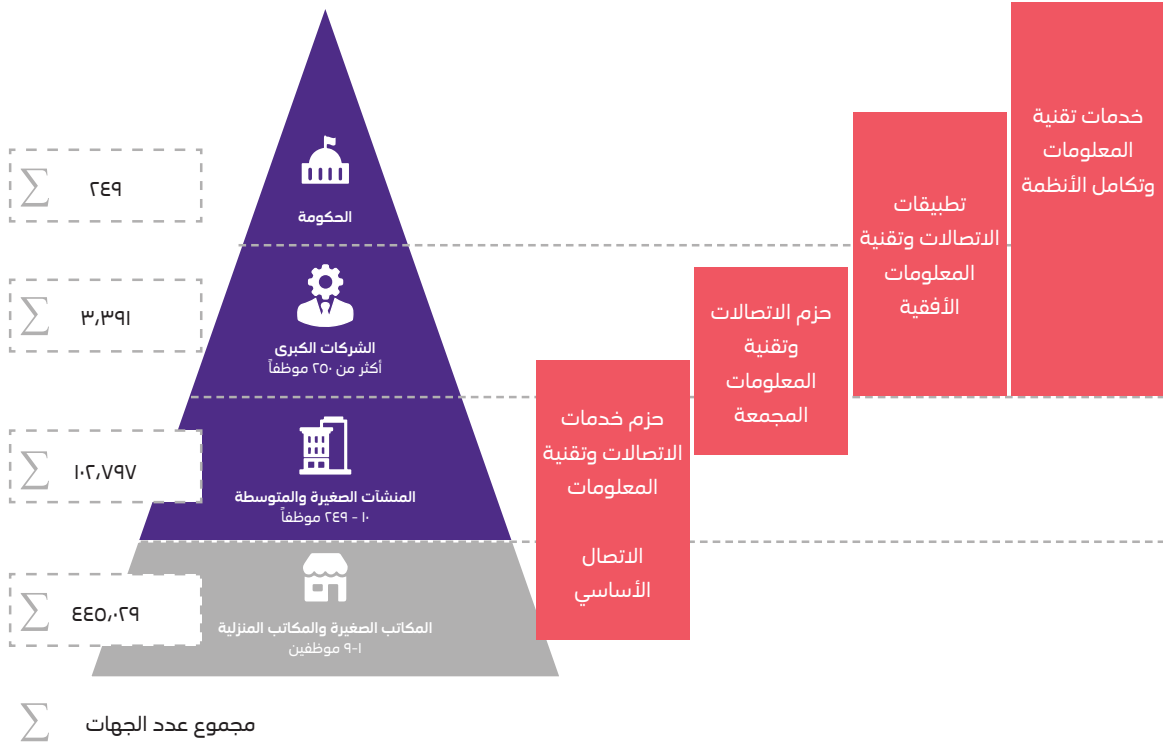 خدمات تقنية
المعلومات
وتكامل الأنظمة
تطبيقات
الاتصالات وتقنية
المعلومات
الأفقية
حزم الاتصالات
وتقنية
المعلومات
المجمعة
حزم خدمات
الاتصالات وتقنية
المعلومات
الاتصال
الأساسي
الحكومة
∑ ٢٤٩
الشركات الكبرى
أكثر من ٢٥٠ موظفاً
∑ ٣،٣٩١
المنشآت الصغيرة والمتوسطة
١٠ - ٢٤٩ موظفاً
∑ ١٠٢،٧٩٧
المكاتب الصغيرة والمكاتب المنزلية
١-٩ موظفين
∑ ٤٤٥،٠٢٩
∑ مجموع عدد الجهات